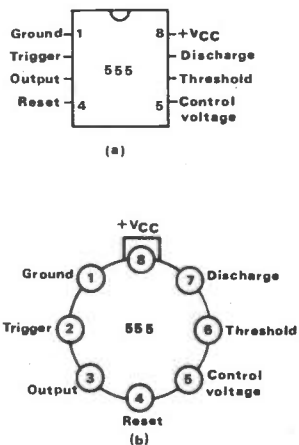 Ground 1 8 +VCC
Trigger Discharge
555
Output Threshold
Reset 4 5 Control
voltage
(a)
+VCC
8
Ground 1 7 Discharge
Trigger 2 555 6 Threshold
Output 3 5 Control
voltage
4
Reset
(b)